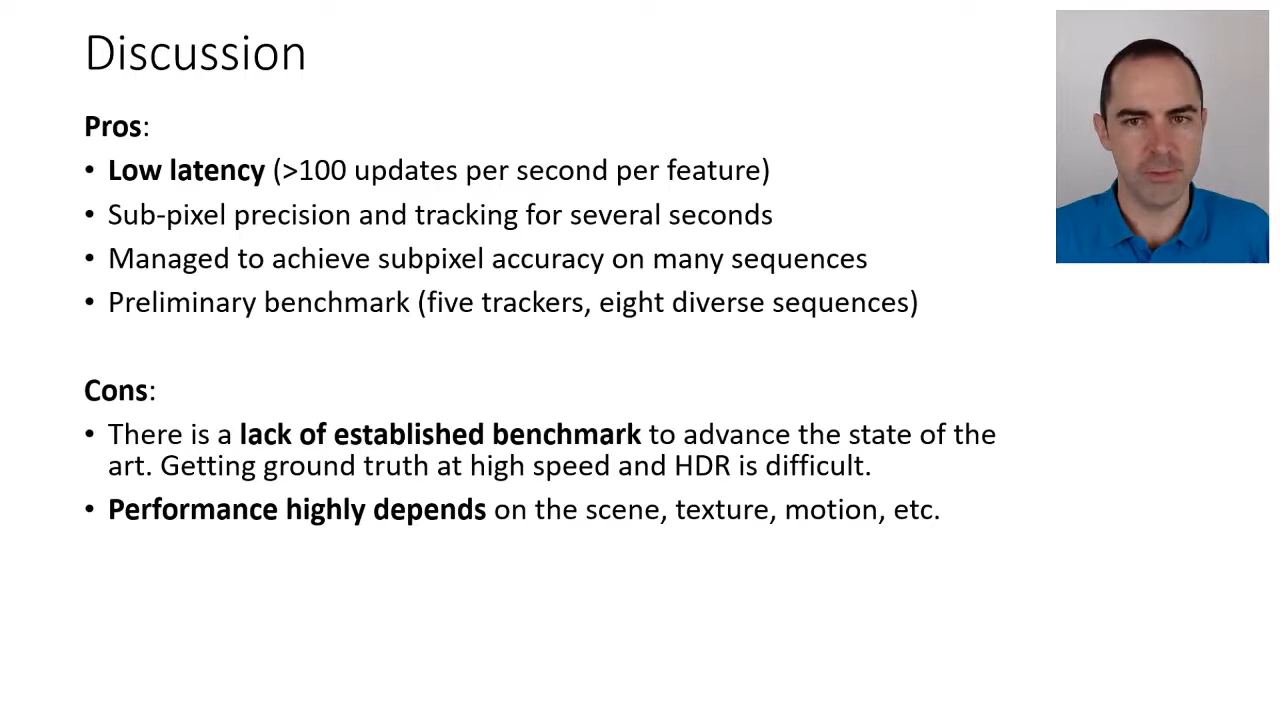 Discussion
Pros:
• Low latency (>100 updates per second per feature)
• Sub-pixel precision and tracking for several seconds
• Managed to achieve subpixel accuracy on many sequences
• Preliminary benchmark (five trackers, eight diverse sequences)
Cons:
• There is a lack of established benchmark to advance the state of the
art. Getting ground truth at high speed and HDR is difficult.
• Performance highly depends on the scene, texture, motion, etc.